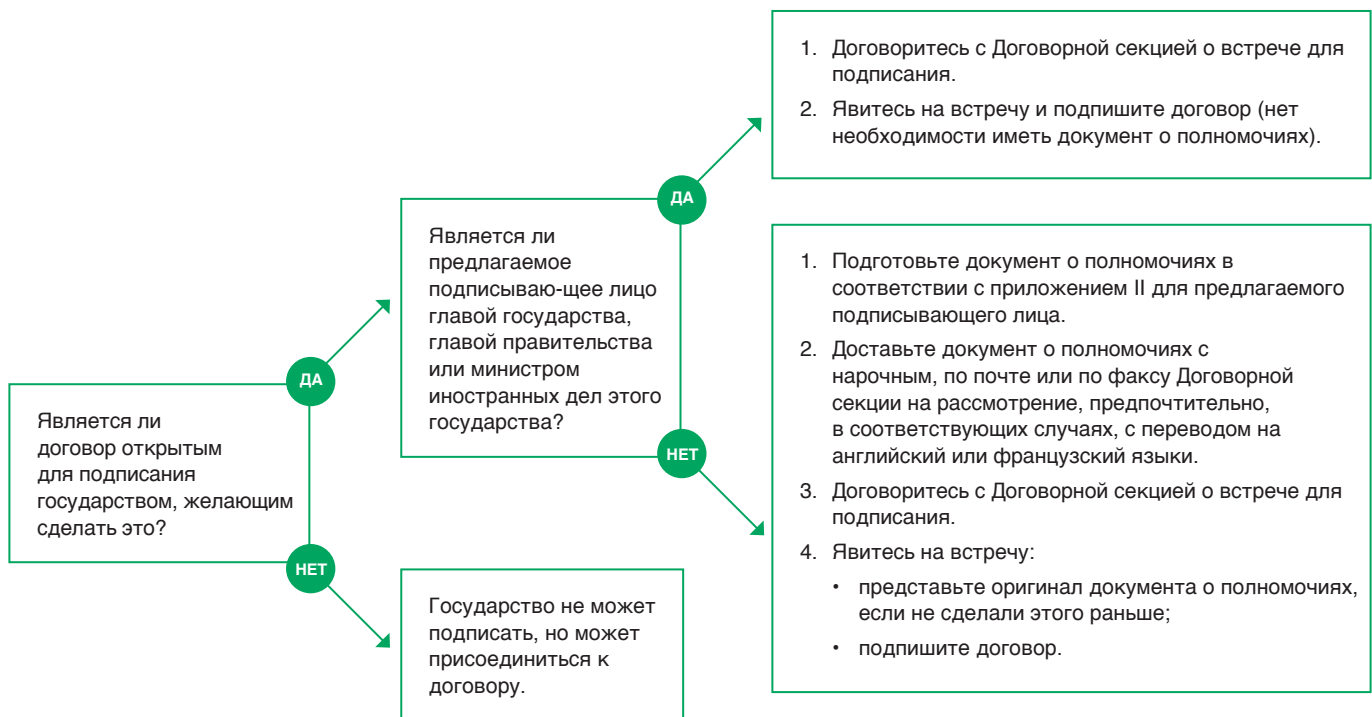 Является ли
договор открытым
для подписания
государством, желающим
сделать это?
ДА
НЕТ
Является ли
предлагаемое
подписываю-щее лицо
главой государства,
главой правительства
или министром
иностранных дел этого
государства?
ДА
НЕТ
Государство не может
подписать, но может
присоединиться к
договору.
1. Договоритесь с Договорной секцией о встрече для
подписания.
2. Явитесь на встречу и подпишите договор (нет
необходимости иметь документ о полномочиях).
1. Подготовьте документ о полномочиях в
соответствии с приложением II для предлагаемого
подписывающего лица.
2. Доставьте документ о полномочиях с
нарочным, по почте или по факсу Договорной
секции на рассмотрение, предпочтительно,
в соответствующих случаях, с переводом на
английский или французский языки.
3. Договоритесь с Договорной секцией о встрече для
подписания.
4. Явитесь на встречу:
• представьте оригинал документа о полномочиях,
если не сделали этого раньше;
• подпишите договор.